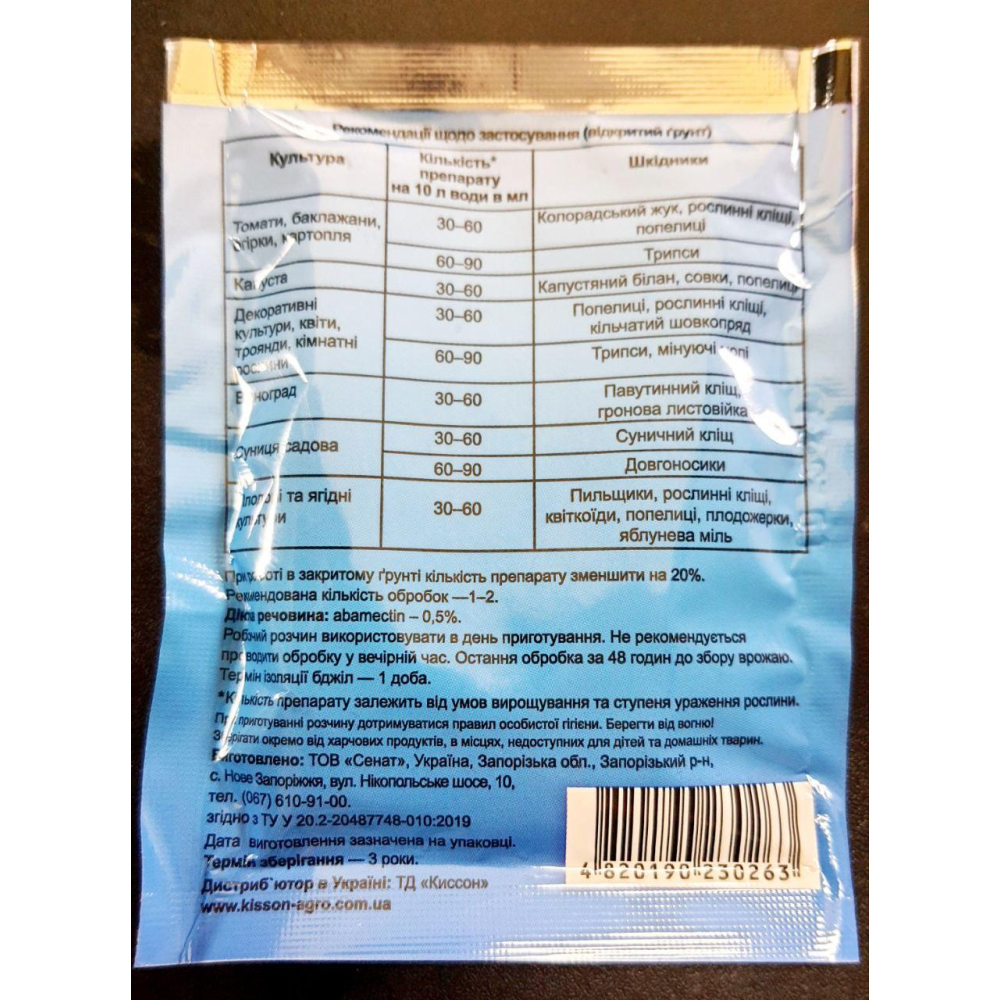 Рекомендації щодо застосування (відкритий ґрунт)
Культура
Кількість*
препарату
на 10 л води в мл
Шкідники
Томати, баклажани,
огірки, картопля
30–60
Колорадський жук, рослинні кліщі,
попелиці
60–90
Трипси
Капуста
30–60
Капустяний білан, совки, попелиці
Декоративні
культури, квіти,
троянди, кімнатні
рослини
30–60
Попелиці, рослинні кліщі,
кільчатий шовкопряд
60–90
Трипси, мінуючі молі
Виноград
30–60
Павутинний кліщ,
гронова листовійка
Суниця садова
30–60
Суничний кліщ
60–90
Довгоносики
Плодові та ягідні
культури
30–60
Пильщики, рослинні кліщі,
квіткоїди, попелиці, плодожерки,
яблунева міль
При роботі в закритому ґрунті кількість препарату зменшити на 20%.
Рекомендована кількість обробок —1–2.
Діюча речовина: abamectin – 0,5%.
Робочий розчин використовувати в день приготування. Не рекомендується
проводити обробку у вечірній час. Остання обробка за 48 годин до збору врожаю.
Термін ізоляції бджіл — 1 доба.
*Кількість препарату залежить від умов вирощування та ступеня ураження рослини.
При приготуванні розчину дотримуватися правил особистої гігієни. Берегти від вогню!
Зберігати окремо від харчових продуктів, в місцях, недоступних для дітей та домашніх тварин.
Виготовлено: ТОВ «Сенат», Україна, Запорізька обл., Запорізький р-н,
с. Нове Запоріжжя, вул. Нікопольське шосе, 10,
тел. (067) 610-91-00.
згідно з ТУ У 20.2-20487748-010:2019
Дата виготовлення зазначена на упаковці.
Термін зберігання — 3 роки.
Дистриб`ютор в Україні: ТД «Киссон»
www.kisson-agro.com.ua
4 820190 230263